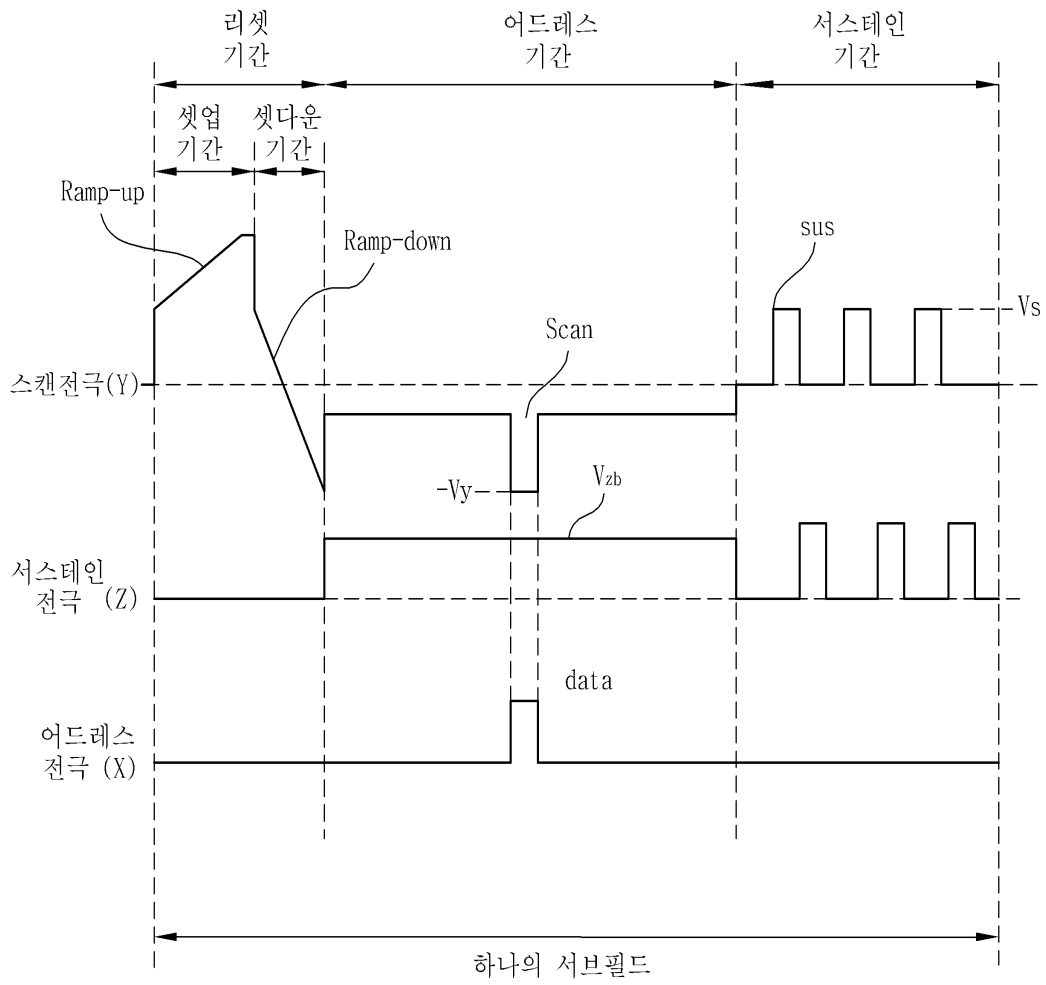 리셋
기간
어드레스
기간
서스테인
기간
셋업
기간
셋다운
기간
Ramp-up
Ramp-down
sus
Vs
Scan
스캔전극(Y)
-Vy
Vzb
서스테인
전극 (Z)
data
어드레스
전극 (X)
하나의 서브필드